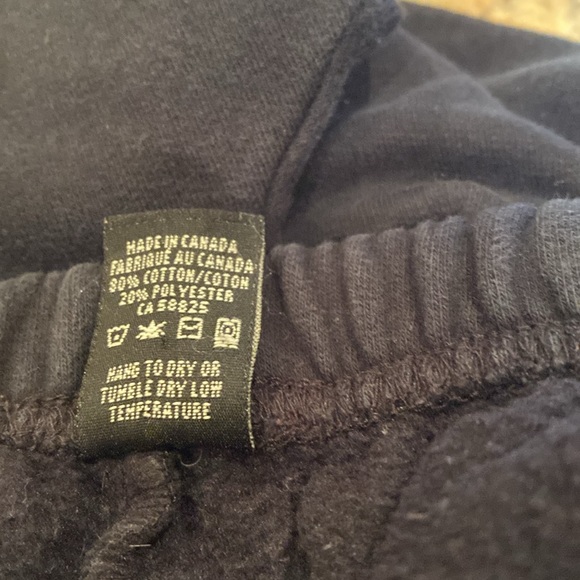 MADE IN CANADA
FABRIQUÉ AU CANADA
80% COTTON/COTON
20% POLYESTER
CA 58825
HANG TO DRY OR
TUMBLE DRY LOW
TEMPERATURE